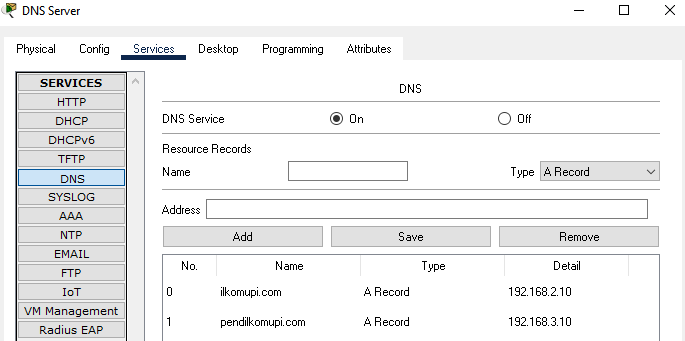 DNS Server
Physical Config Services Desktop Programming Attributes
SERVICES
HTTP
DHCP
DHCPv6
TFTP
DNS
SYSLOG
AAA
NTP
EMAIL
FTP
IoT
VM Management
Radius EAP
DNS
DNS Service On Off
Resource Records
Name Type A Record
Address
Add Save Remove
No. Name Type Detail
0 ilkomupi.com A Record 192.168.2.10
1 pendilkomupi.com A Record 192.168.3.10